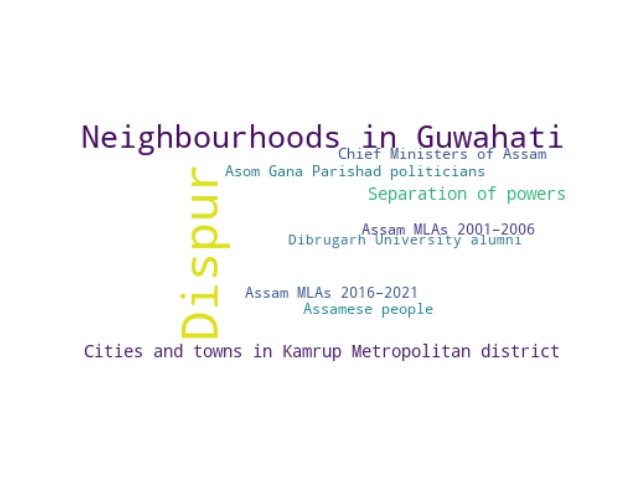 Neighbourhoods in Guwahati
Chief Ministers of Assam
Asom Gana Parishad politicians
Separation of powers
Dispur
Assam MLAs 2001–2006
Dibrugarh University alumni
Assam MLAs 2016–2021
Assamese people
Cities and towns in Kamrup Metropolitan district